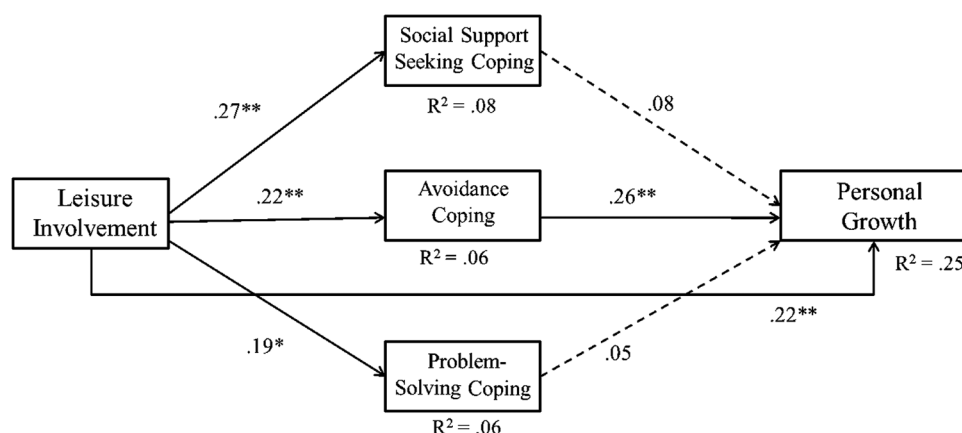 Social Support
Seeking Coping
R² = .08
.27**
.08
Leisure
Involvement
.22**
Avoidance
Coping
.26**
Personal
Growth
R² = .06
R² = .25
.22**
.19*
Problem-
Solving Coping
.05
R² = .06